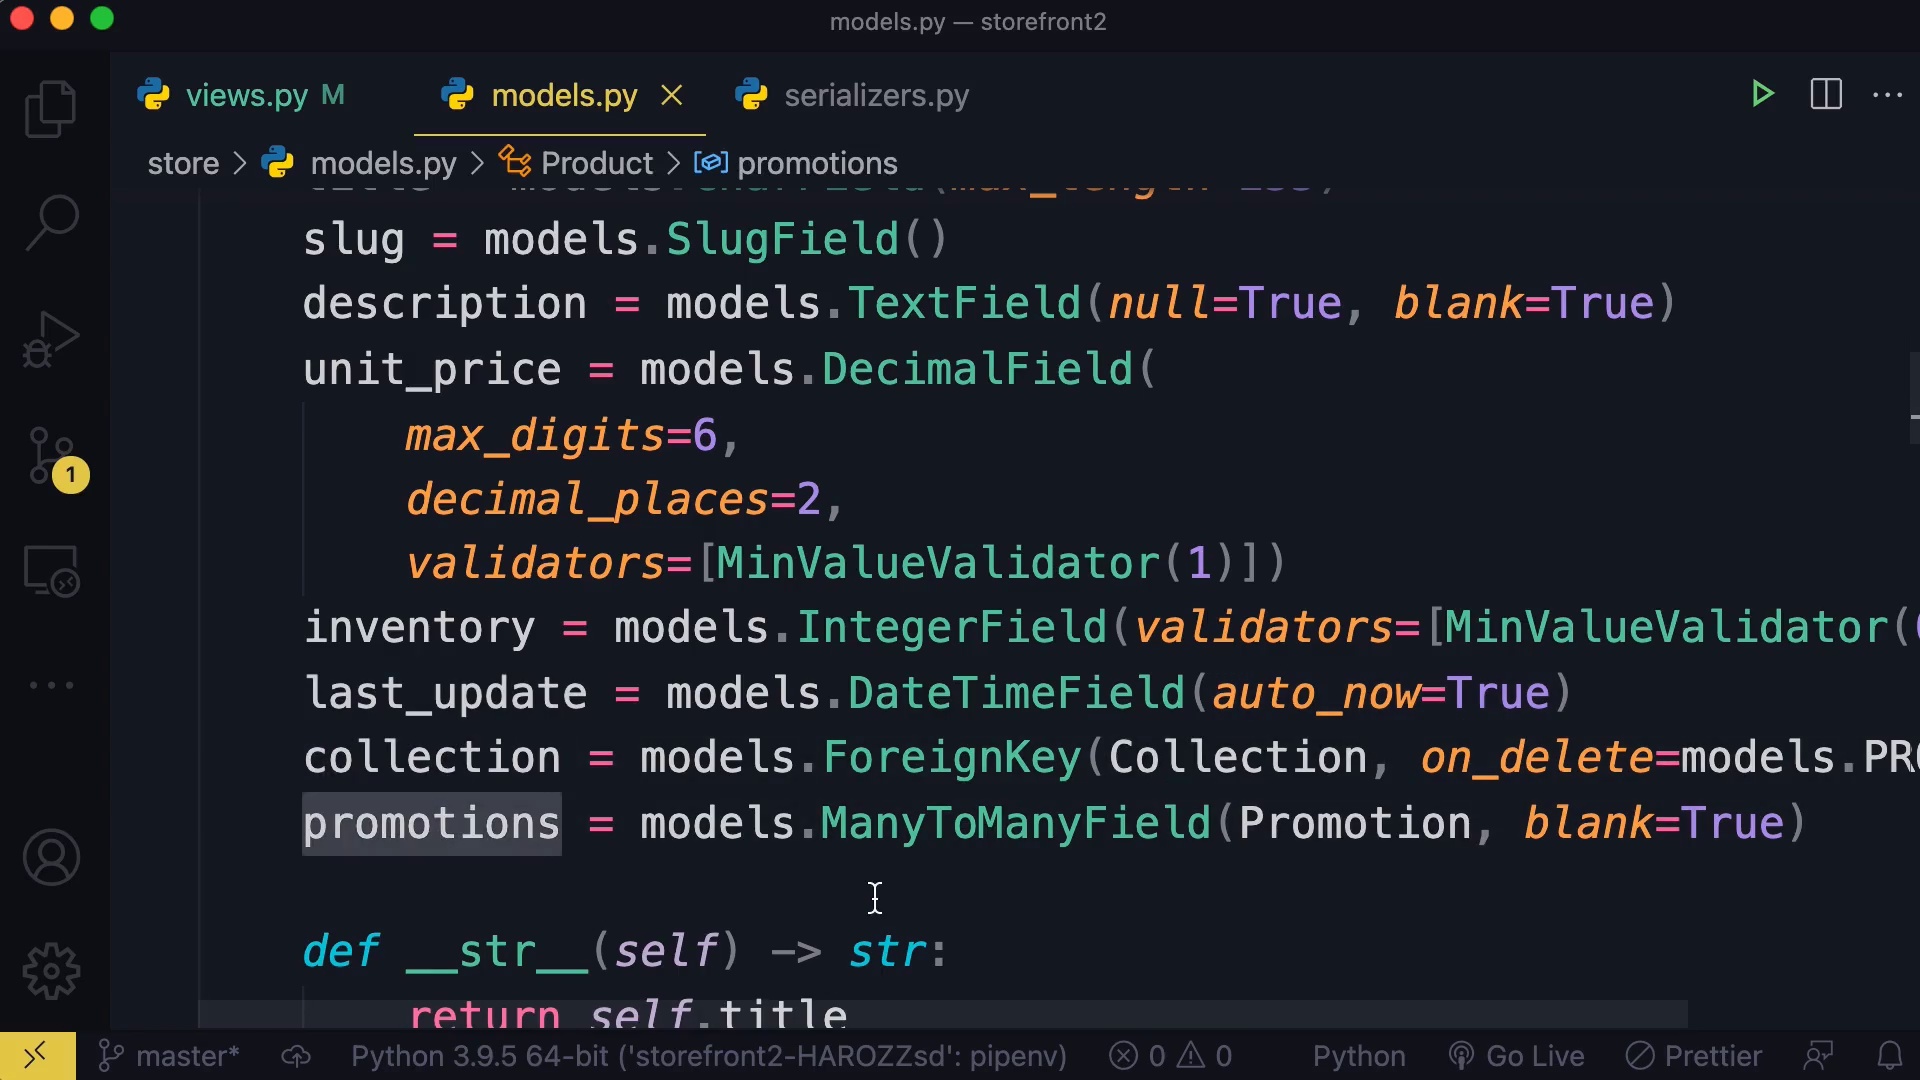 models.py — storefront2
views.py M
models.py
serializers.py
store > models.py > Product > promotions
slug = models.SlugField()
description = models.TextField(null=True, blank=True)
unit_price = models.DecimalField(
max_digits=6,
decimal_places=2,
validators=[MinValueValidator(1)])
inventory = models.IntegerField(validators=[MinValueValidator(
last_update = models.DateTimeField(auto_now=True)
collection = models.ForeignKey(Collection, on_delete=models.PR
promotions = models.ManyToManyField(Promotion, blank=True)
def __str__(self) -> str:
return self.title
1
master*
Python 3.9.5 64-bit ('storefront2-HAROZZsd': pipenv)
0
0
Python
Go Live
Prettier